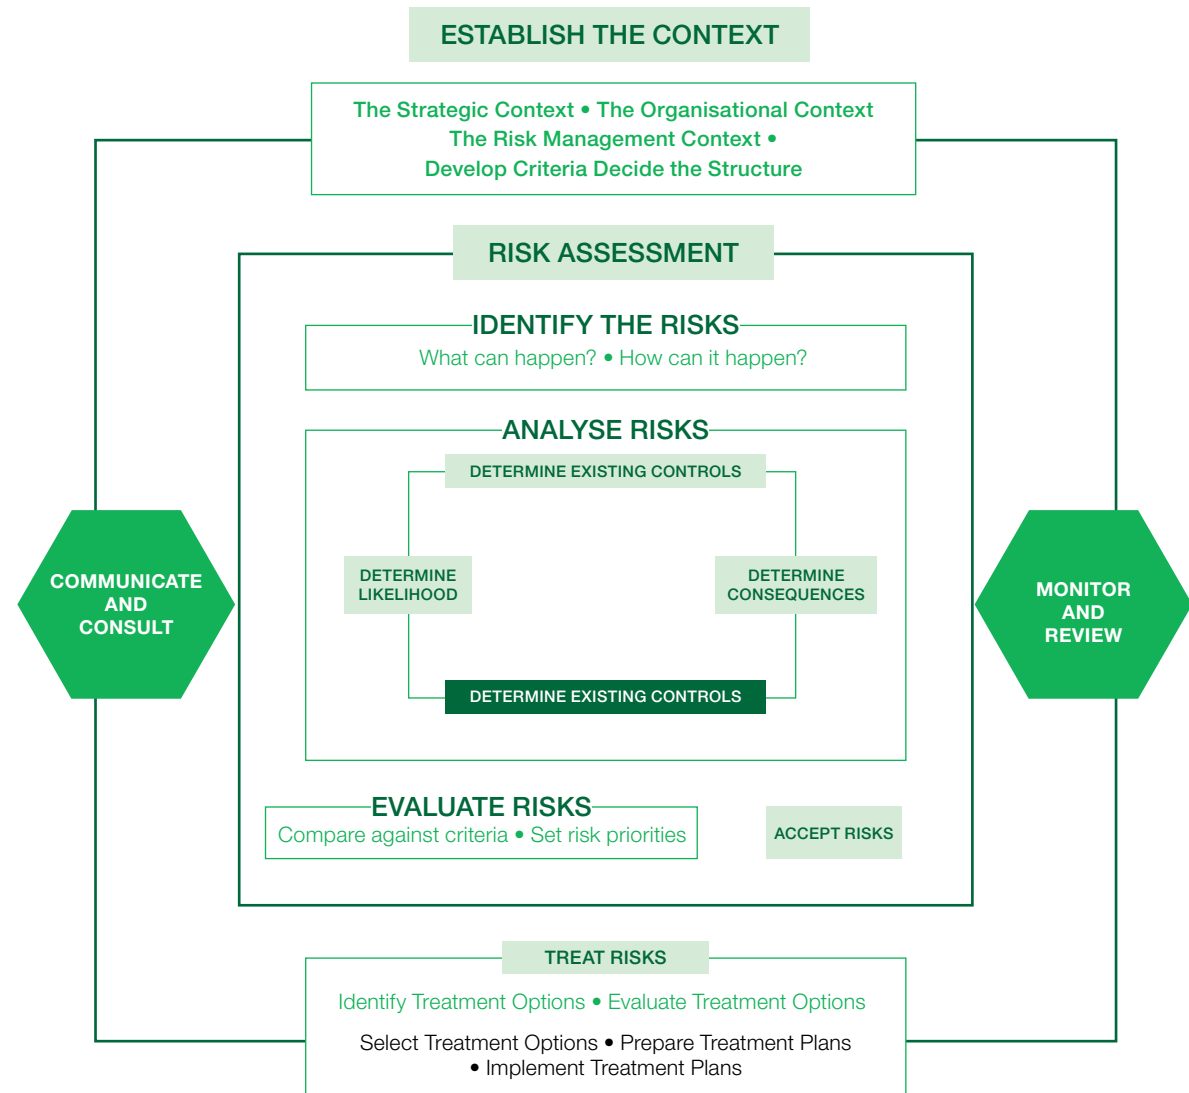 ESTABLISH THE CONTEXT
The Strategic Context • The Organisational Context
The Risk Management Context •
Develop Criteria Decide the Structure
RISK ASSESSMENT
IDENTIFY THE RISKS
What can happen? • How can it happen?
ANALYSE RISKS
DETERMINE EXISTING CONTROLS
DETERMINE
LIKELIHOOD
DETERMINE
CONSEQUENCES
DETERMINE EXISTING CONTROLS
COMMUNICATE
AND
CONSULT
MONITOR
AND
REVIEW
EVALUATE RISKS
Compare against criteria • Set risk priorities
ACCEPT RISKS
TREAT RISKS
Identify Treatment Options • Evaluate Treatment Options
Select Treatment Options • Prepare Treatment Plans
• Implement Treatment Plans